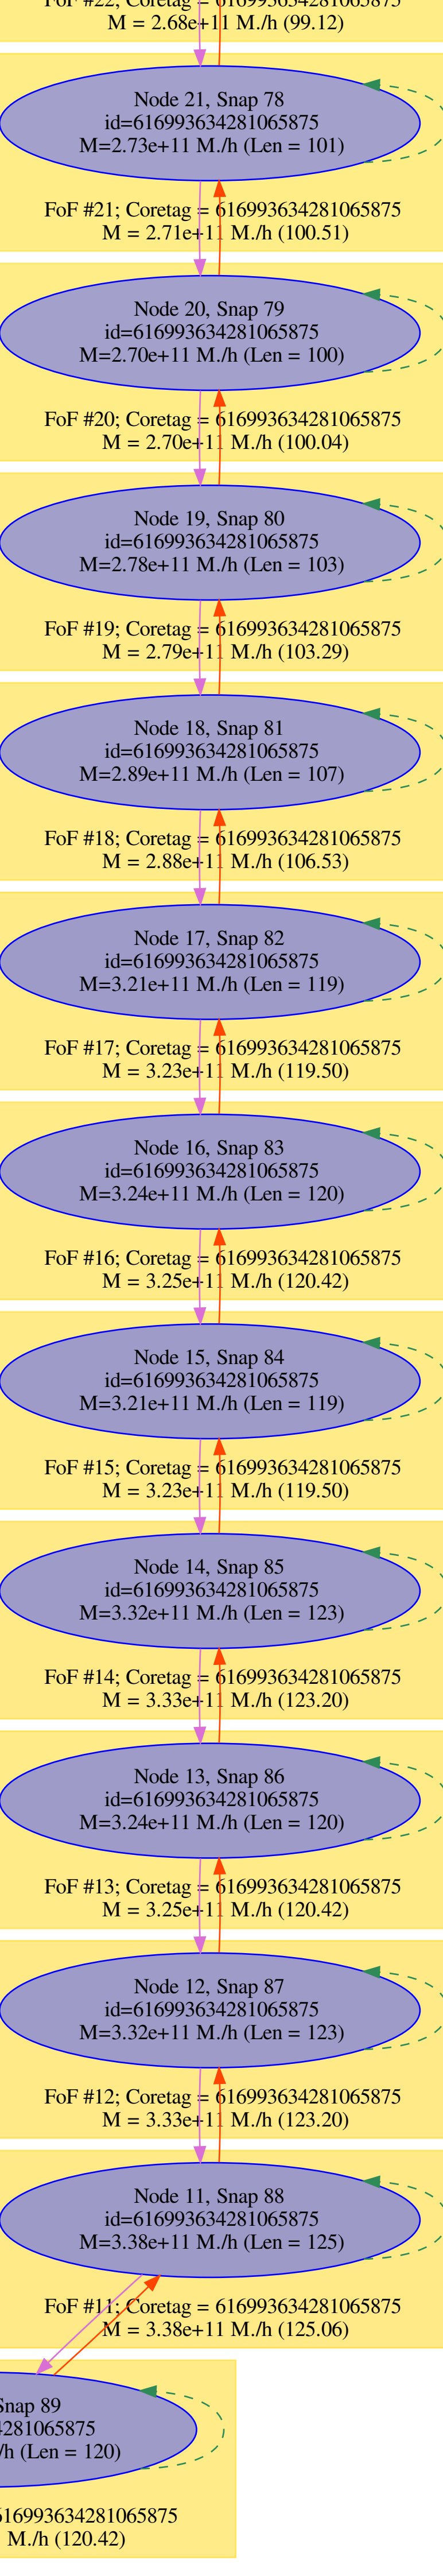 FoF #22; Coretag = 616993634281065875
M = 2.68e+11 M./h (99.12)
Node 21, Snap 78
id=616993634281065875
M=2.73e+11 M./h (Len = 101)
FoF #21; Coretag = 616993634281065875
M = 2.71e+11 M./h (100.51)
Node 20, Snap 79
id=616993634281065875
M=2.70e+11 M./h (Len = 100)
FoF #20; Coretag = 616993634281065875
M = 2.70e+11 M./h (100.04)
Node 19, Snap 80
id=616993634281065875
M=2.78e+11 M./h (Len = 103)
FoF #19; Coretag = 616993634281065875
M = 2.79e+11 M./h (103.29)
Node 18, Snap 81
id=616993634281065875
M=2.89e+11 M./h (Len = 107)
FoF #18; Coretag = 616993634281065875
M = 2.88e+11 M./h (106.53)
Node 17, Snap 82
id=616993634281065875
M=3.21e+11 M./h (Len = 119)
FoF #17; Coretag = 616993634281065875
M = 3.23e+11 M./h (119.50)
Node 16, Snap 83
id=616993634281065875
M=3.24e+11 M./h (Len = 120)
FoF #16; Coretag = 616993634281065875
M = 3.25e+11 M./h (120.42)
Node 15, Snap 84
id=616993634281065875
M=3.21e+11 M./h (Len = 119)
FoF #15; Coretag = 616993634281065875
M = 3.23e+11 M./h (119.50)
Node 14, Snap 85
id=616993634281065875
M=3.32e+11 M./h (Len = 123)
FoF #14; Coretag = 616993634281065875
M = 3.33e+11 M./h (123.20)
Node 13, Snap 86
id=616993634281065875
M=3.24e+11 M./h (Len = 120)
FoF #13; Coretag = 616993634281065875
M = 3.25e+11 M./h (120.42)
Node 12, Snap 87
id=616993634281065875
M=3.32e+11 M./h (Len = 123)
FoF #12; Coretag = 616993634281065875
M = 3.33e+11 M./h (123.20)
Node 11, Snap 88
id=616993634281065875
M=3.38e+11 M./h (Len = 125)
FoF #11; Coretag = 616993634281065875
M = 3.38e+11 M./h (125.06)
Snap 89
4281065875
/h (Len = 120)
616993634281065875
M./h (120.42)